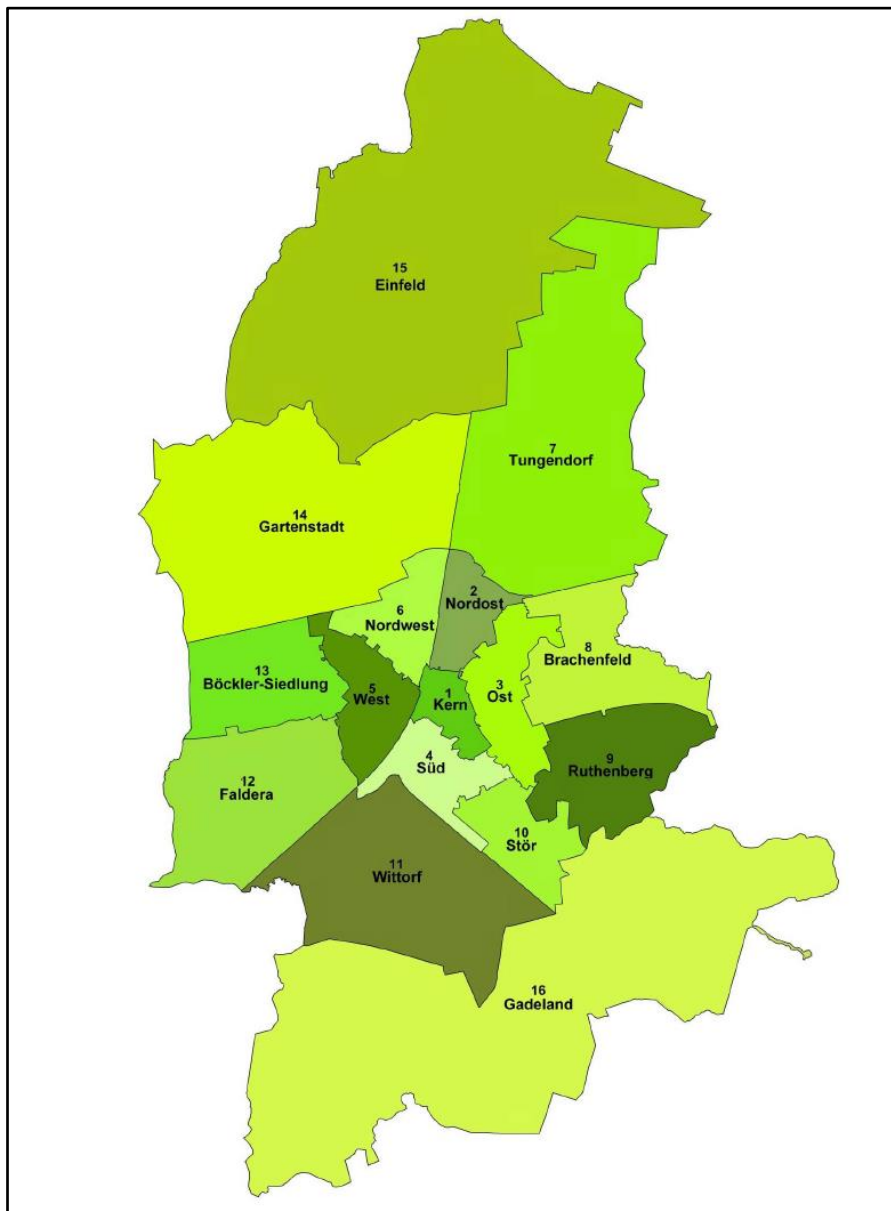 15
Einfeld
7
Tungendorf
14
Gartenstadt
2
Nordost
6
Nordwest
8
Brachenfeld
13
Böckler-Siedlung
5
West
1
Kern
3
Ost
4
Süd
9
Ruthenberg
12
Faldera
10
Stör
11
Wittorf
16
Gadeland